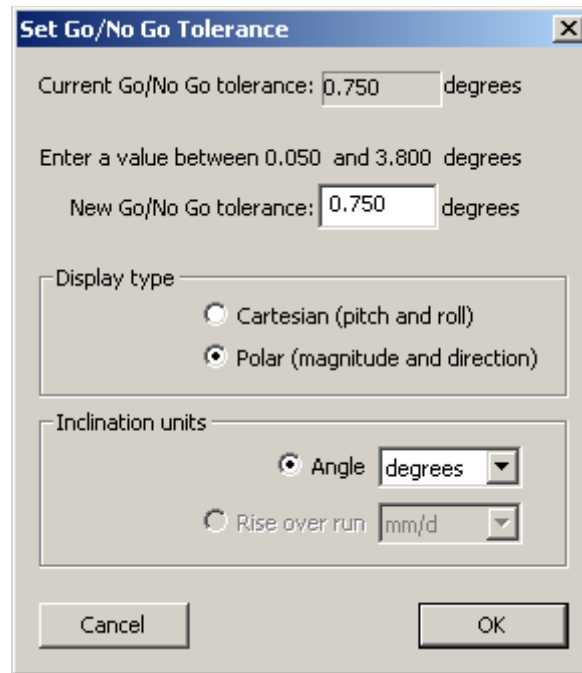 Set Go/No Go Tolerance
Current Go/No Go tolerance: 0.750 degrees
Enter a value between 0.050 and 3.800 degrees
New Go/No Go tolerance: 0.750 degrees
Display type
Cartesian (pitch and roll)
Polar (magnitude and direction)
Inclination units
Angle degrees
Rise over run mm/d
Cancel OK